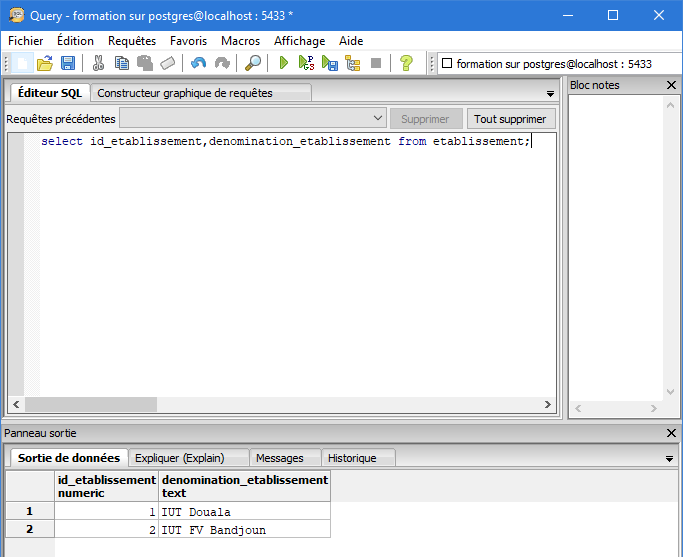 Query - formation sur postgres@localhost : 5433 *
Fichier Édition Requêtes Favoris Macros Affichage Aide
formation sur postgres@localhost : 5433
Éditeur SQL Constructeur graphique de requêtes
Bloc notes
Requêtes précédentes Supprimer Tout supprimer
select id_etablissement,denomination_etablissement from etablissement;
Panneau sortie
Sortie de données Expliquer (Explain) Messages Historique
id_etablissement denomination_etablissement
numeric text
1 1 IUT Douala
2 2 IUT FV Bandjoun